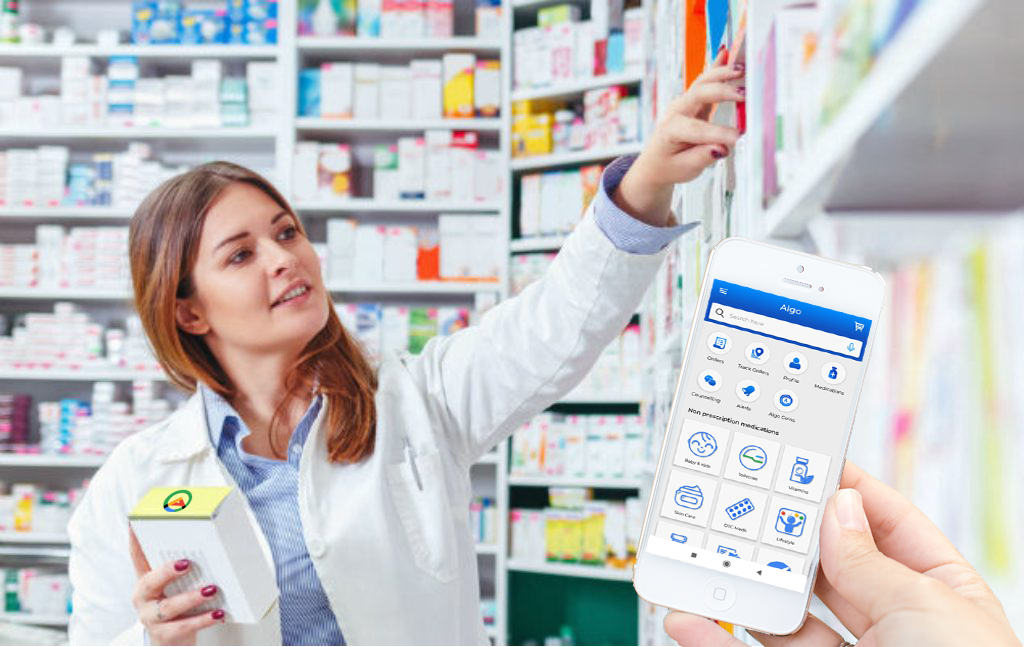 Algo
Search here
Orders
Track Orders
Profile
Medications
Counselling
Alerts
Algo Coins
Non prescription medications
Baby & Kids
Vitamins
Skin Care
OTC Meds
Lifestyle